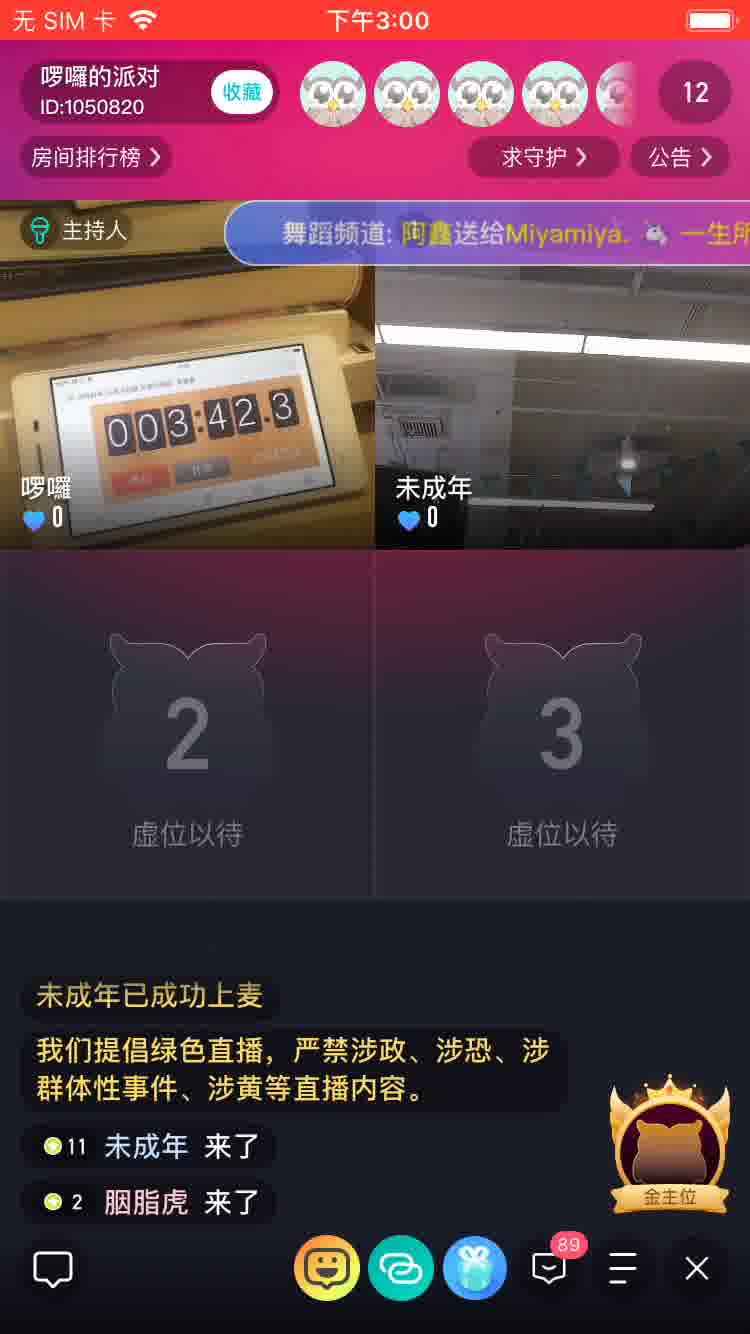 无 SIM 卡
下午3:00
啰囉的派对
ID:1050820
收藏
12
房间排行榜
求守护
公告
主持人
舞蹈频道: 阿鑫送给Miyamiya. 一生所
003:42.3
啰囉
0
未成年
0
2
虚位以待
3
虚位以待
未成年已成功上麦
我们提倡绿色直播，严禁涉政、涉恐、涉
群体性事件、涉黄等直播内容。
11 未成年 来了
2 胭脂虎 来了
金主位
89